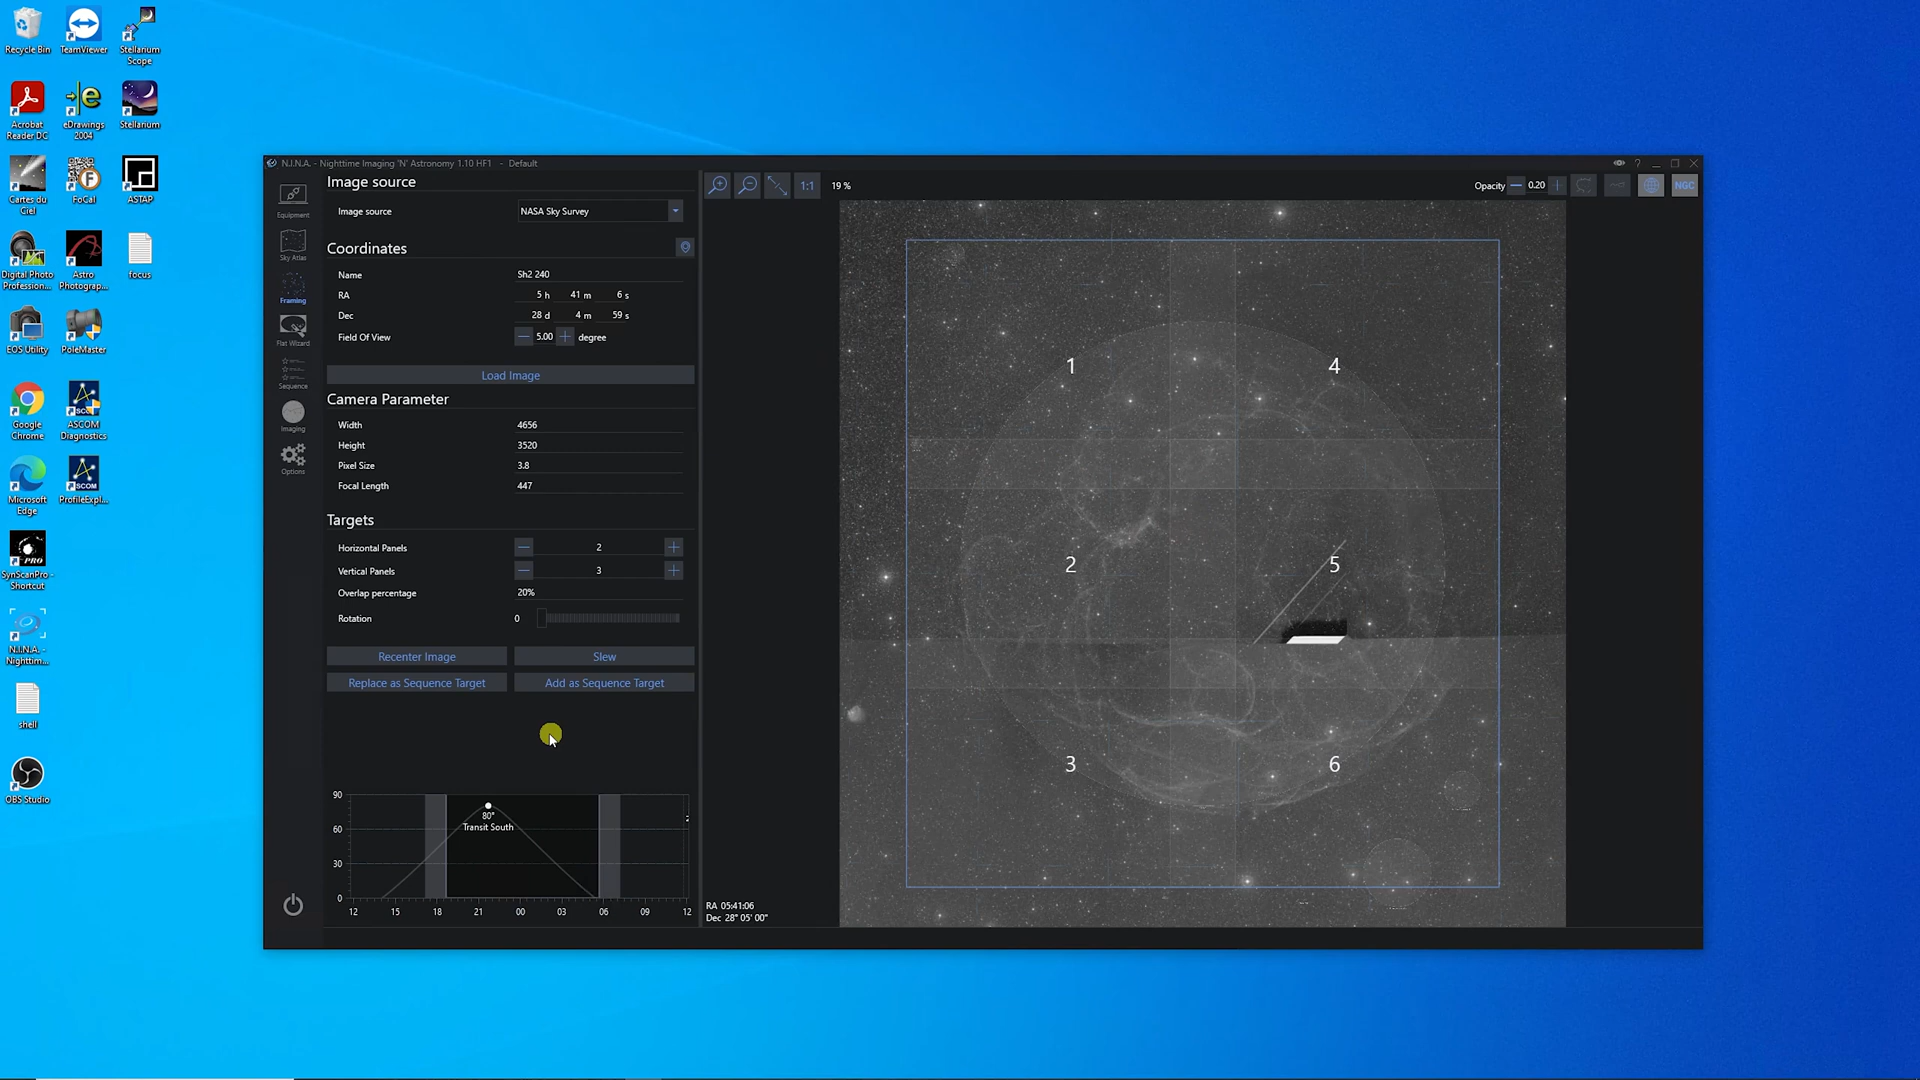 Recycle Bin
TeamViewer
Stellarium
Scope
Acrobat
Reader DC
eDrawings
2004
Stellarium
Cartes du
Ciel
FoCal
ASTAP
Digital Photo
Profession...
Astro
Photograp...
focus
EOS Utility
PoleMaster
Google
Chrome
ASCOM
Diagnostics
Microsoft
Edge
ProfileExpl...
SynScanPro -
Shortcut
N.I.N.A. -
Nighttim...
shell
OBS Studio
N.I.N.A. - Nighttime Imaging 'N' Astronomy 1.10 HF1 - Default
Equipment
Sky Atlas
Framing
Flat Wizard
Sequence
Imaging
Options
Image source
Image source NASA Sky Survey
Coordinates
Name Sh2 240
RA 5 h 41 m 6 s
Dec 28 d 4 m 59 s
Field Of View 5.00 degree
Load Image
Camera Parameter
Width 4656
Height 3520
Pixel Size 3.8
Focal Length 447
Targets
Horizontal Panels 2
Vertical Panels 3
Overlap percentage 20%
Rotation 0
Recenter Image Slew
Replace as Sequence Target Add as Sequence Target
90
60
30
0
80°
Transit South
12 15 18 21 00 03 06 09 12
1:1 19 % Opacity 0.20 NGC
1 4
2 5
3 6
RA 05:41:06
Dec 28° 05' 00"